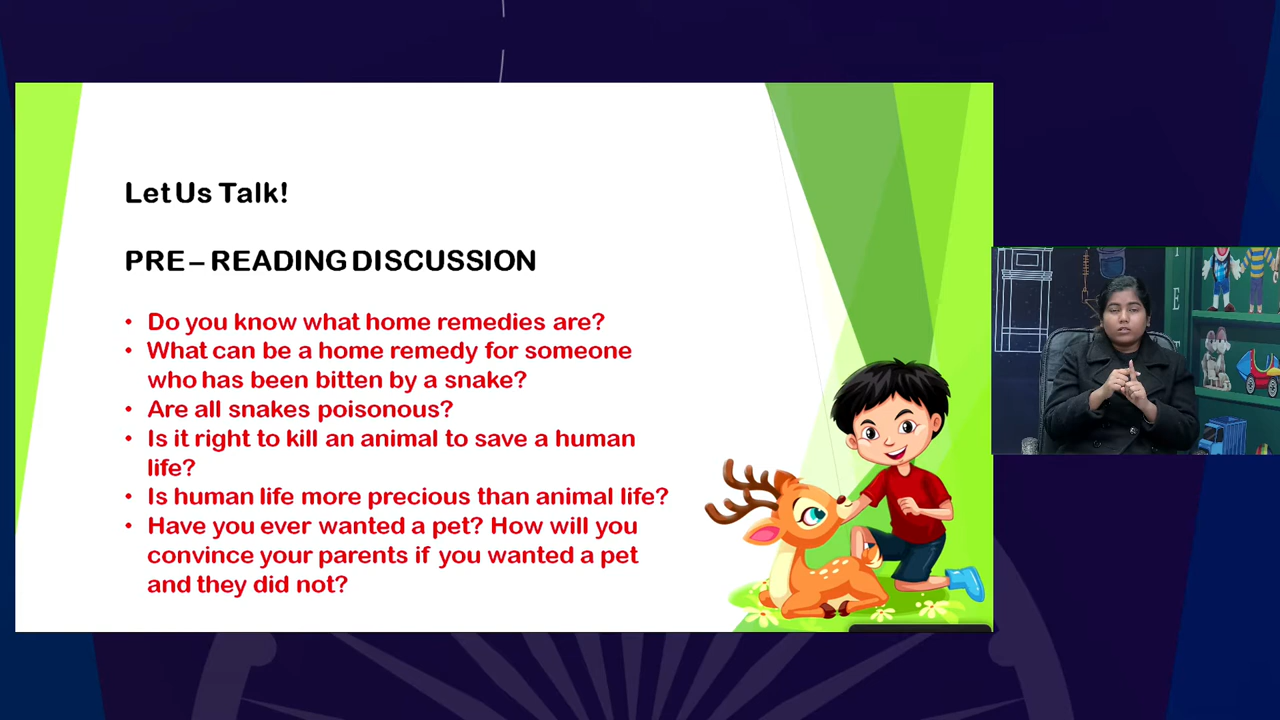 Let Us Talk!
PRE – READING DISCUSSION
• Do you know what home remedies are?
• What can be a home remedy for someone
who has been bitten by a snake?
• Are all snakes poisonous?
• Is it right to kill an animal to save a human
life?
• Is human life more precious than animal life?
• Have you ever wanted a pet? How will you
convince your parents if you wanted a pet
and they did not?